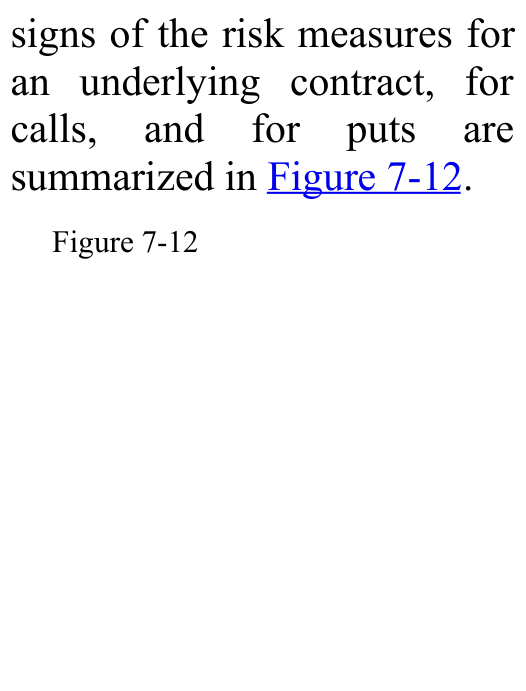 signs of the risk measures for
an underlying contract, for
calls, and for puts are
summarized in Figure 7-12.
Figure 7-12